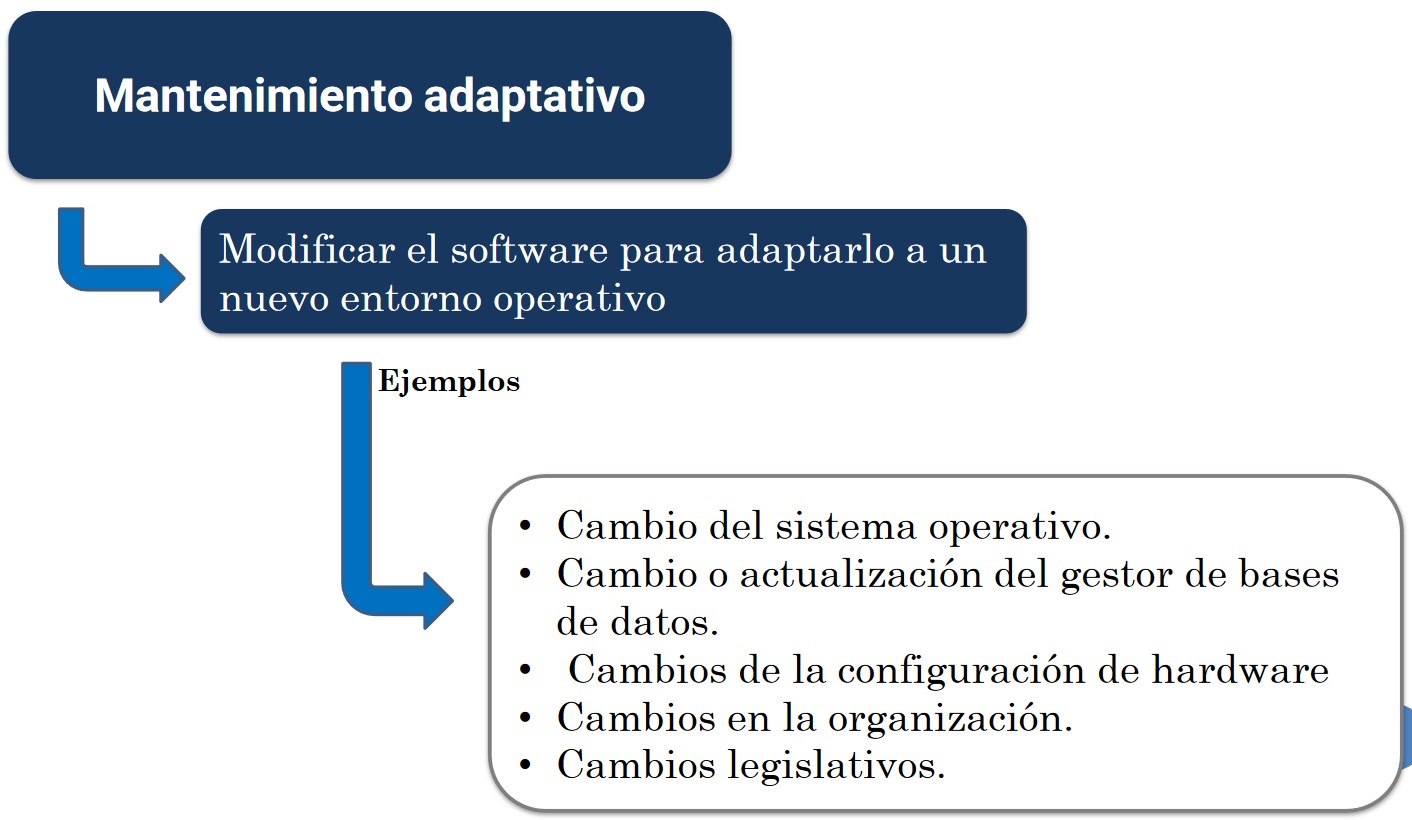 Mantenimiento adaptativo
Modificar el software para adaptarlo a un
nuevo entorno operativo
Ejemplos
• Cambio del sistema operativo.
• Cambio o actualización del gestor de bases
de datos.
• Cambios de la configuración de hardware
• Cambios en la organización.
• Cambios legislativos.